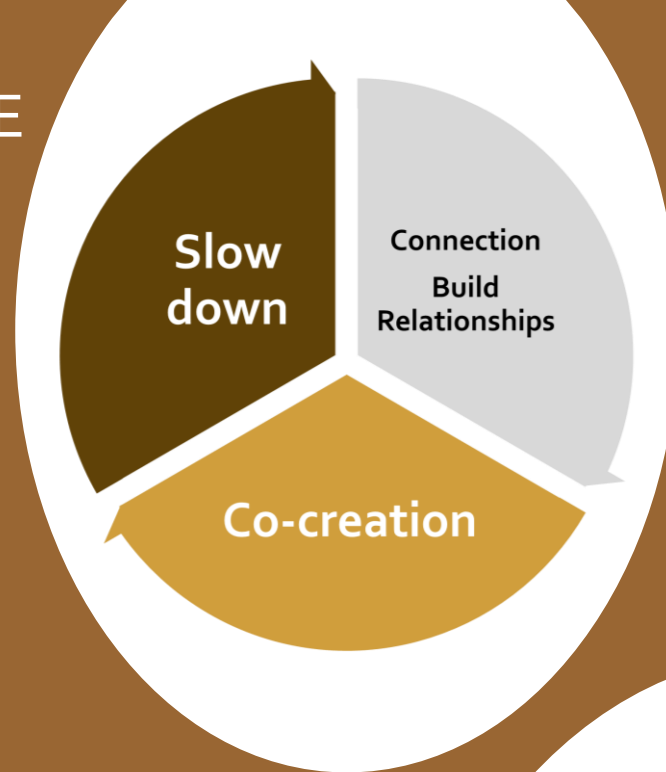 E
Slow
down
Connection
Build
Relationships
Co-creation